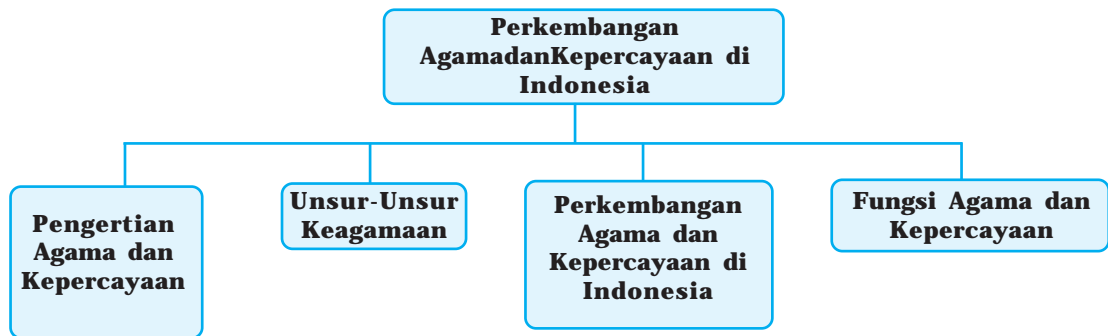 Perkembangan
AgamadanKepercayaan di
Indonesia
Pengertian
Agama dan
Kepercayaan
Unsur-Unsur
Keagamaan
Perkembangan
Agama dan
Kepercayaan di
Indonesia
Fungsi Agama dan
Kepercayaan